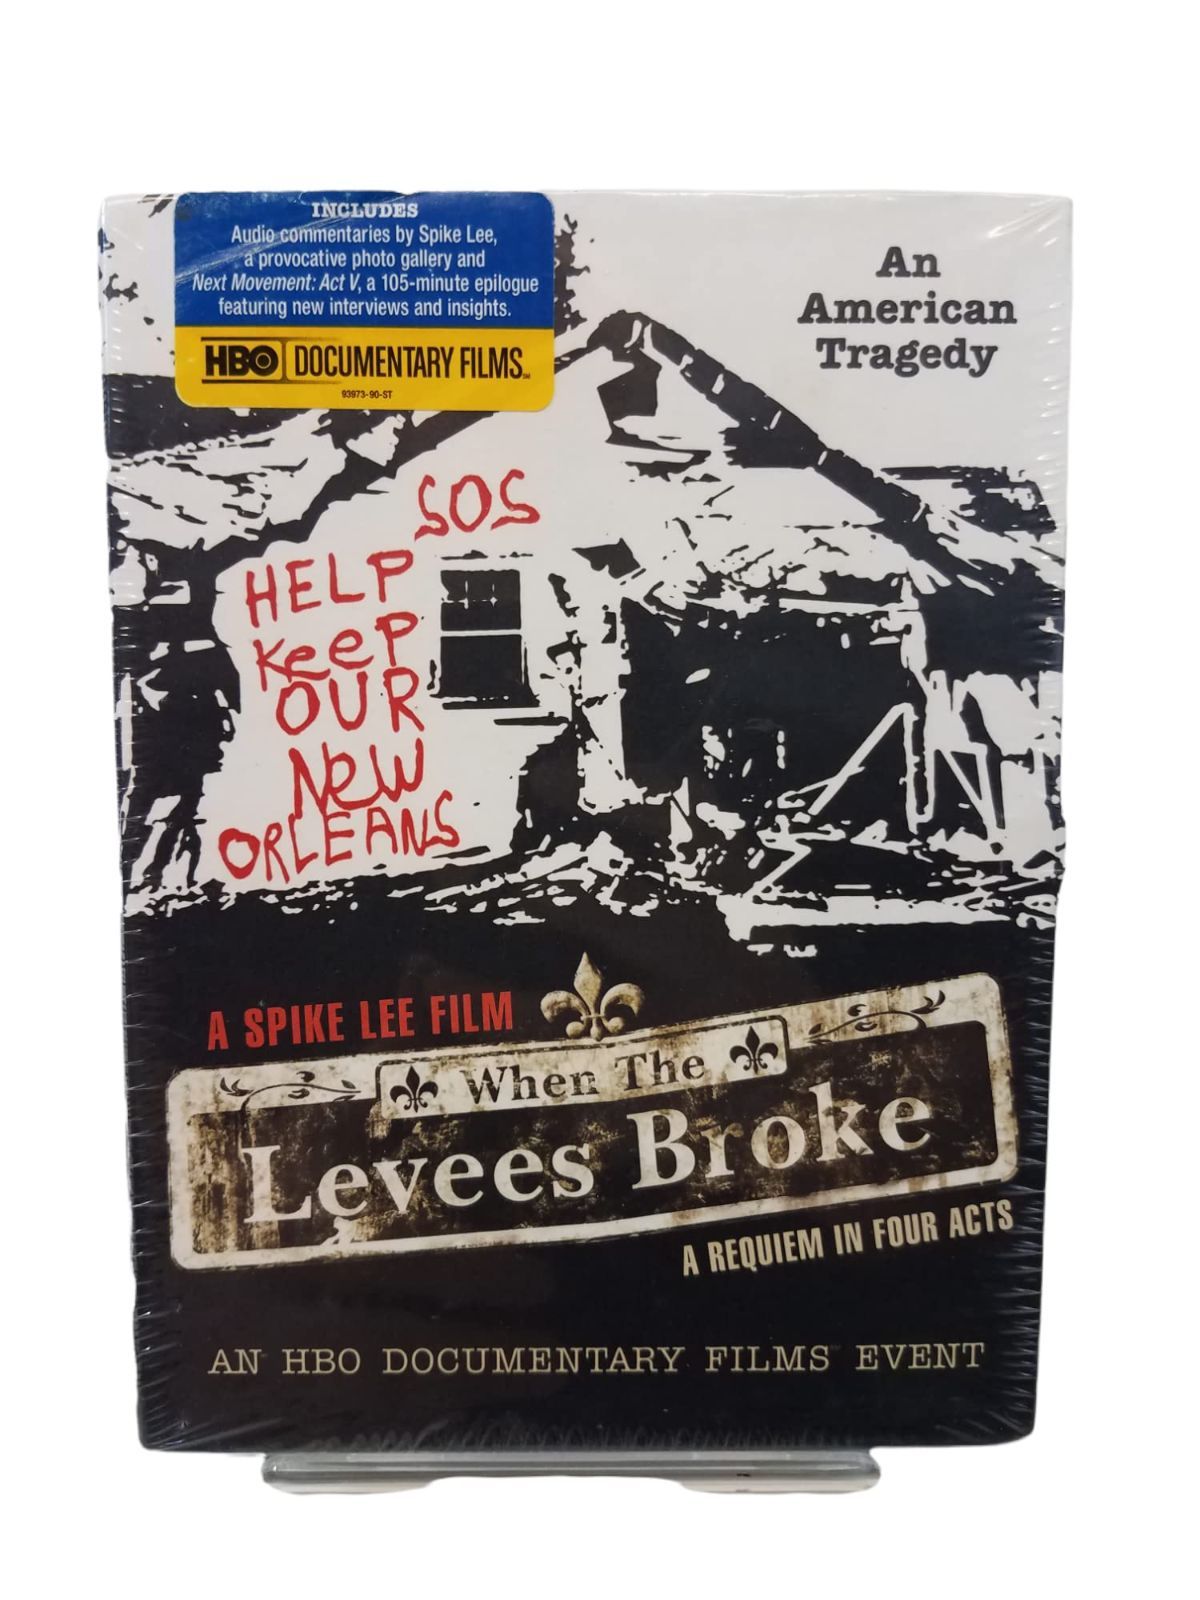 INCLUDES
Audio commentaries by Spike Lee,
a provocative photo gallery and
Next Movement: Act V, a 105-minute epilogue
featuring new interviews and insights.
HBO DOCUMENTARY FILMS℠
93973-90-ST
An
American
Tragedy
SOS
HELP
Keep
OUR
New
ORLEANS
A SPIKE LEE FILM
When The
Levees Broke
A REQUIEM IN FOUR ACTS
AN HBO DOCUMENTARY FILMS℠ EVENT